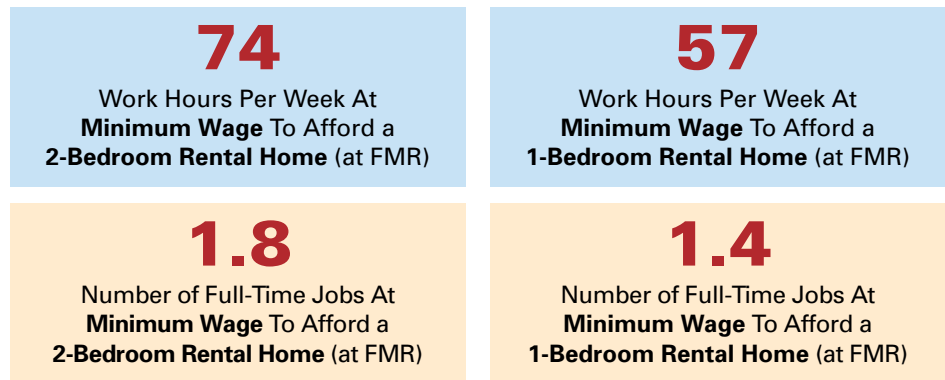 74
Work Hours Per Week At
Minimum Wage To Afford a
2-Bedroom Rental Home (at FMR)
57
Work Hours Per Week At
Minimum Wage To Afford a
1-Bedroom Rental Home (at FMR)
1.8
Number of Full-Time Jobs At
Minimum Wage To Afford a
2-Bedroom Rental Home (at FMR)
1.4
Number of Full-Time Jobs At
Minimum Wage To Afford a
1-Bedroom Rental Home (at FMR)